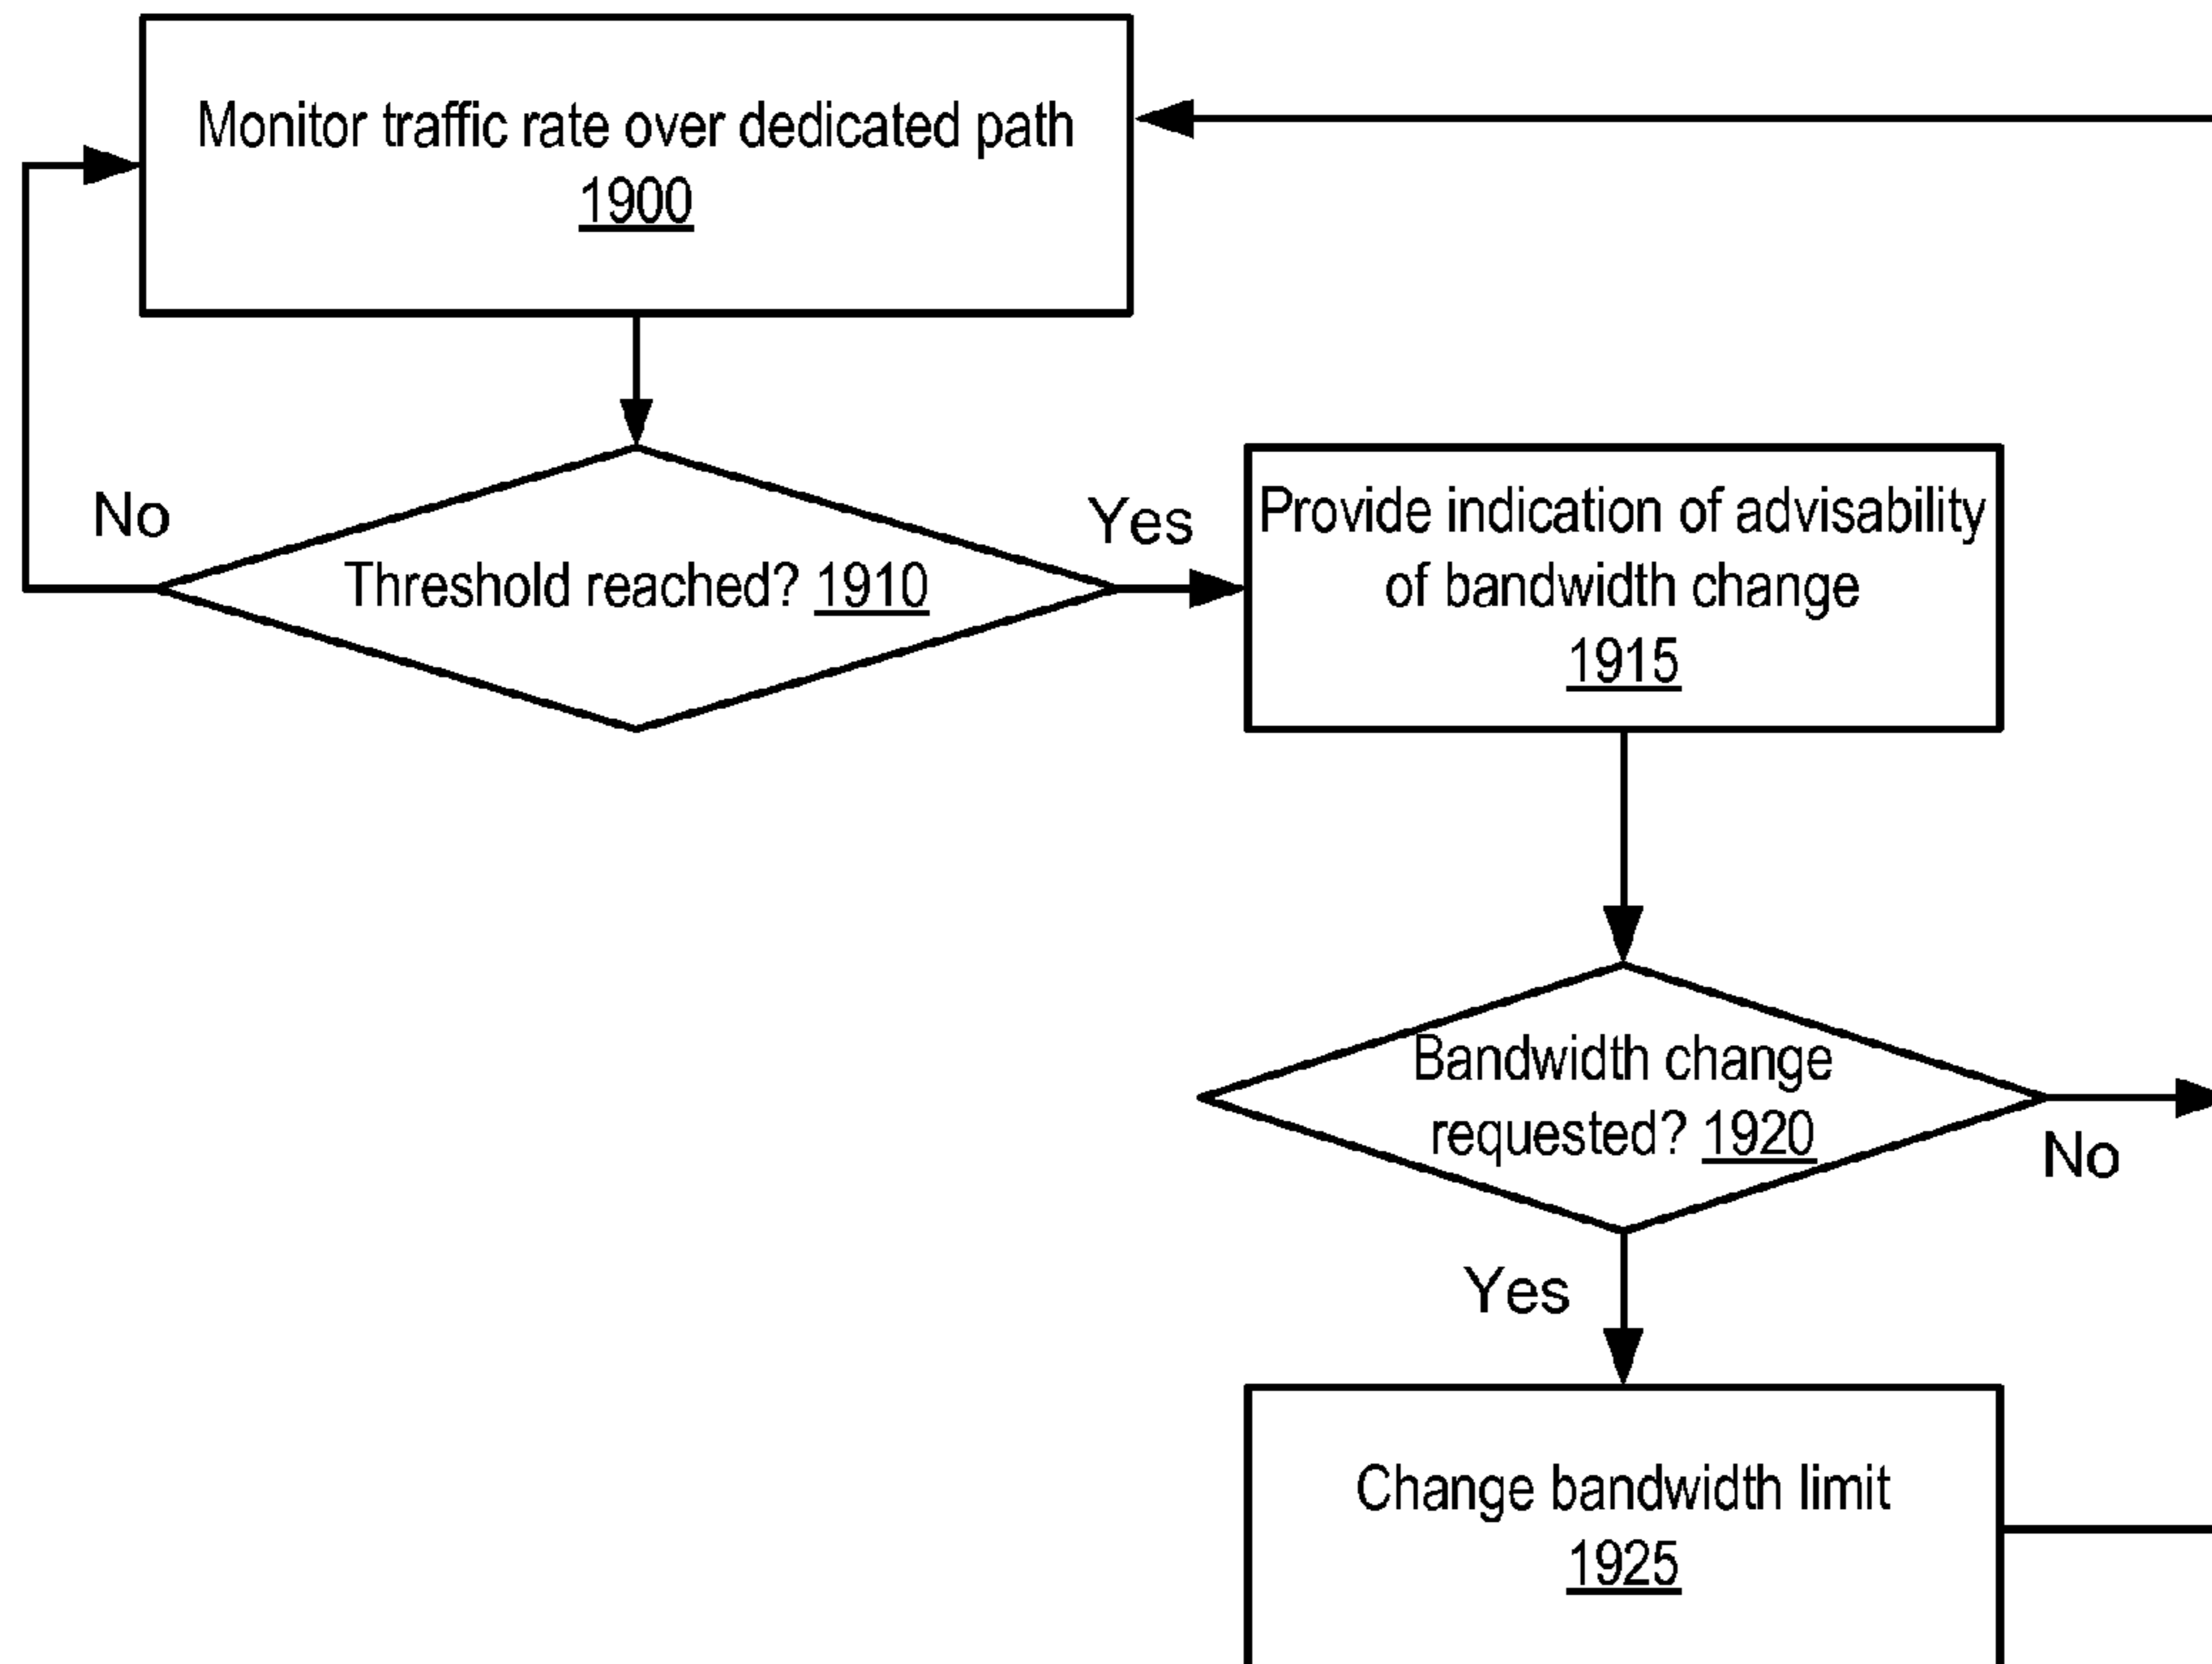 Monitor traffic rate over dedicated path
1900
No
Threshold reached? 1910
Yes
Provide indication of advisability
of bandwidth change
1915
Bandwidth change
requested? 1920
No
Yes
Change bandwidth limit
1925